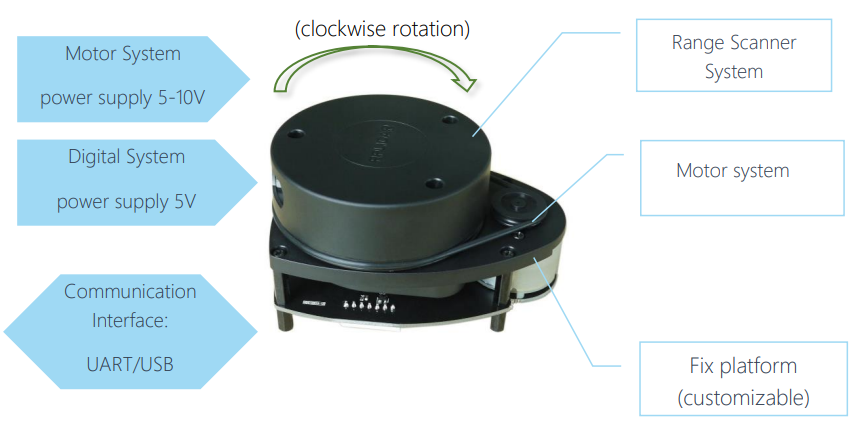 (clockwise rotation)
Motor System
power supply 5-10V
Digital System
power supply 5V
Communication
Interface:
UART/USB
Range Scanner
System
Motor system
Fix platform
(customizable)